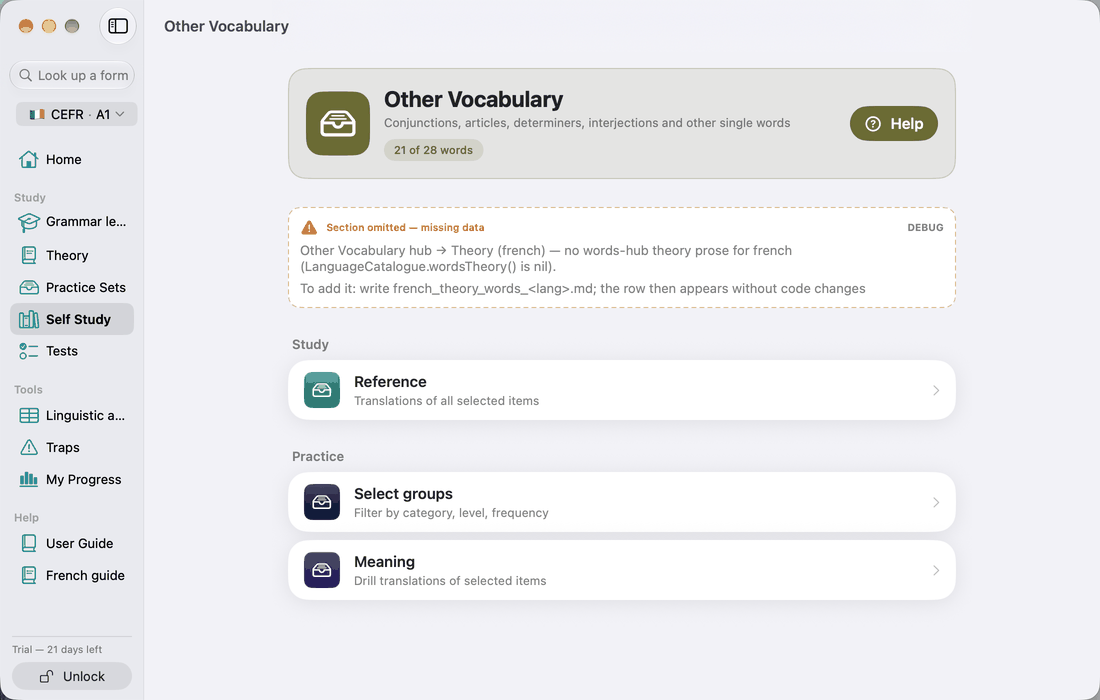 Other Vocabulary
Look up a form
CEFR · A1
Home
Study
Grammar le...
Theory
Practice Sets
Self Study
Tests
Tools
Linguistic a...
Traps
My Progress
Help
User Guide
French guide
Trial — 21 days left
Unlock
Other Vocabulary
Conjunctions, articles, determiners, interjections and other single words
21 of 28 words
Help
Section omitted — missing data
DEBUG
Other Vocabulary hub → Theory (french) — no words-hub theory prose for french
(LanguageCatalogue.wordsTheory() is nil).
To add it: write french_theory_words_<lang>.md; the row then appears without code changes
Study
Reference
Translations of all selected items
Practice
Select groups
Filter by category, level, frequency
Meaning
Drill translations of selected items